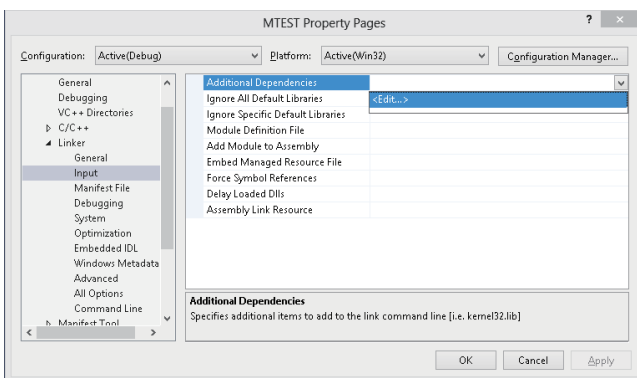 MTEST Property Pages ? ×
Configuration: Active(Debug) Platform: Active(Win32) Configuration Manager...
General
Debugging
VC++ Directories
C/C++
Linker
General
Input
Manifest File
Debugging
System
Optimization
Embedded IDL
Windows Metadata
Advanced
All Options
Command Line
Manifest Tool
Additional Dependencies
<Edit...>
Ignore All Default Libraries
Ignore Specific Default Libraries
Module Definition File
Add Module to Assembly
Embed Managed Resource File
Force Symbol References
Delay Loaded Dlls
Assembly Link Resource
Additional Dependencies
Specifies additional items to add to the link command line [i.e. kernel32.lib]
OK Cancel Apply